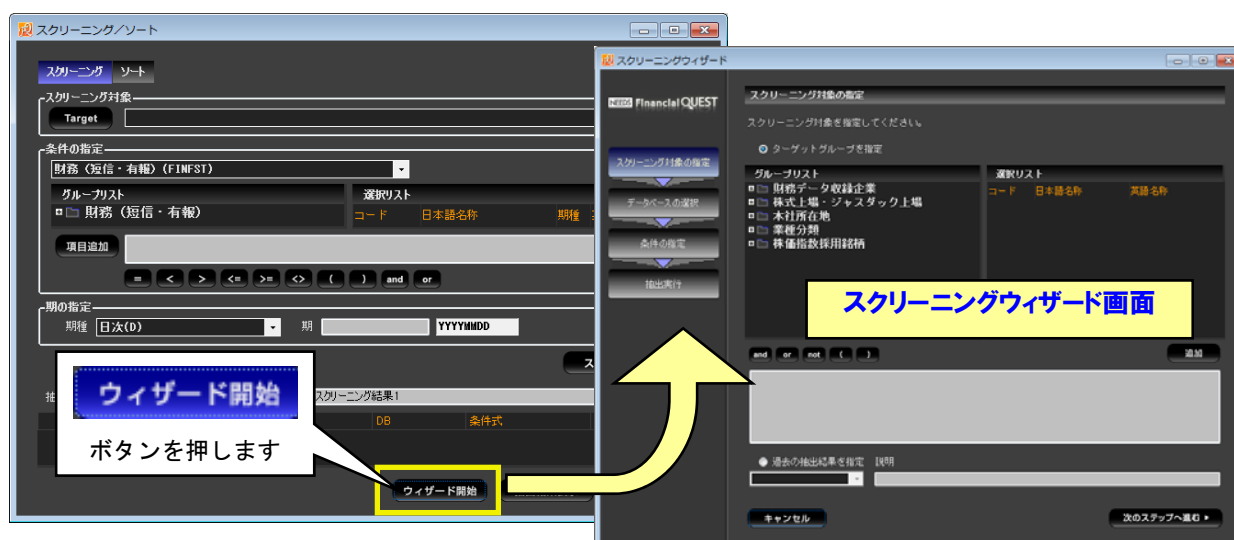 スクリーニング／ソート
スクリーニング ソート
スクリーニング対象
Target
条件の指定
財務（短信・有報）(FINFST)
グループリスト
財務（短信・有報）
選択リスト
コード 日本語名称 期種
項目追加
= < > <= >= <> ( ) and or
期の指定
期種 日次(D) 期 YYYYMMDD
スクリーニング結果1
DB 条件式
ウィザード開始
ウィザード開始
ボタンを押します
スクリーニングウィザード
NEEDS Financial QUEST
スクリーニング対象の指定
データベースの選択
条件の指定
抽出実行
スクリーニング対象の指定
スクリーニング対象を指定してください。
ターゲットグループを指定
グループリスト
財務データ収録企業
株式上場・ジャスダック上場
本社所在地
業種分類
株価指数採用銘柄
選択リスト
コード 日本語名称 英語名称
スクリーニングウィザード画面
and or not ( )
追加
過去の抽出結果を指定 説明
キャンセル
次のステップへ進む